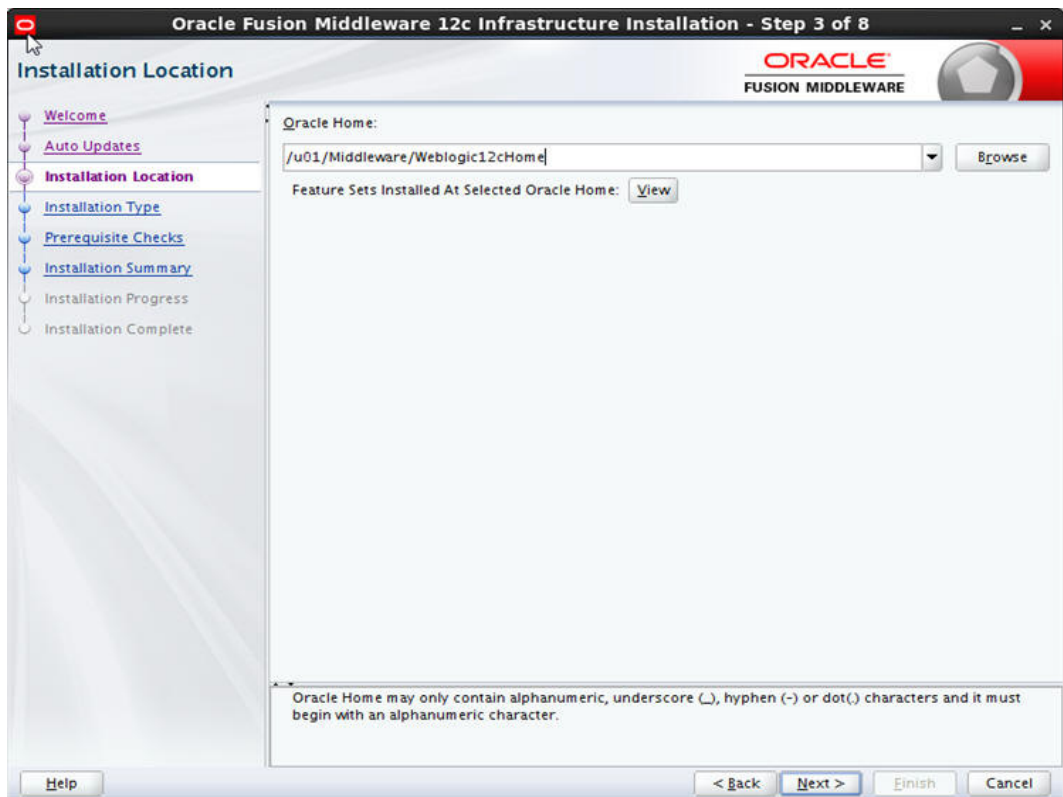 Oracle Fusion Middleware 12c Infrastructure Installation - Step 3 of 8
Installation Location
ORACLE
FUSION MIDDLEWARE
Welcome
Auto Updates
Installation Location
Installation Type
Prerequisite Checks
Installation Summary
Installation Progress
Installation Complete
Oracle Home:
/u01/Middleware/Weblogic12cHome
Browse
Feature Sets Installed At Selected Oracle Home: View
Oracle Home may only contain alphanumeric, underscore (_), hyphen (-) or dot(.) characters and it must
begin with an alphanumeric character.
Help
< Back
Next >
Finish
Cancel